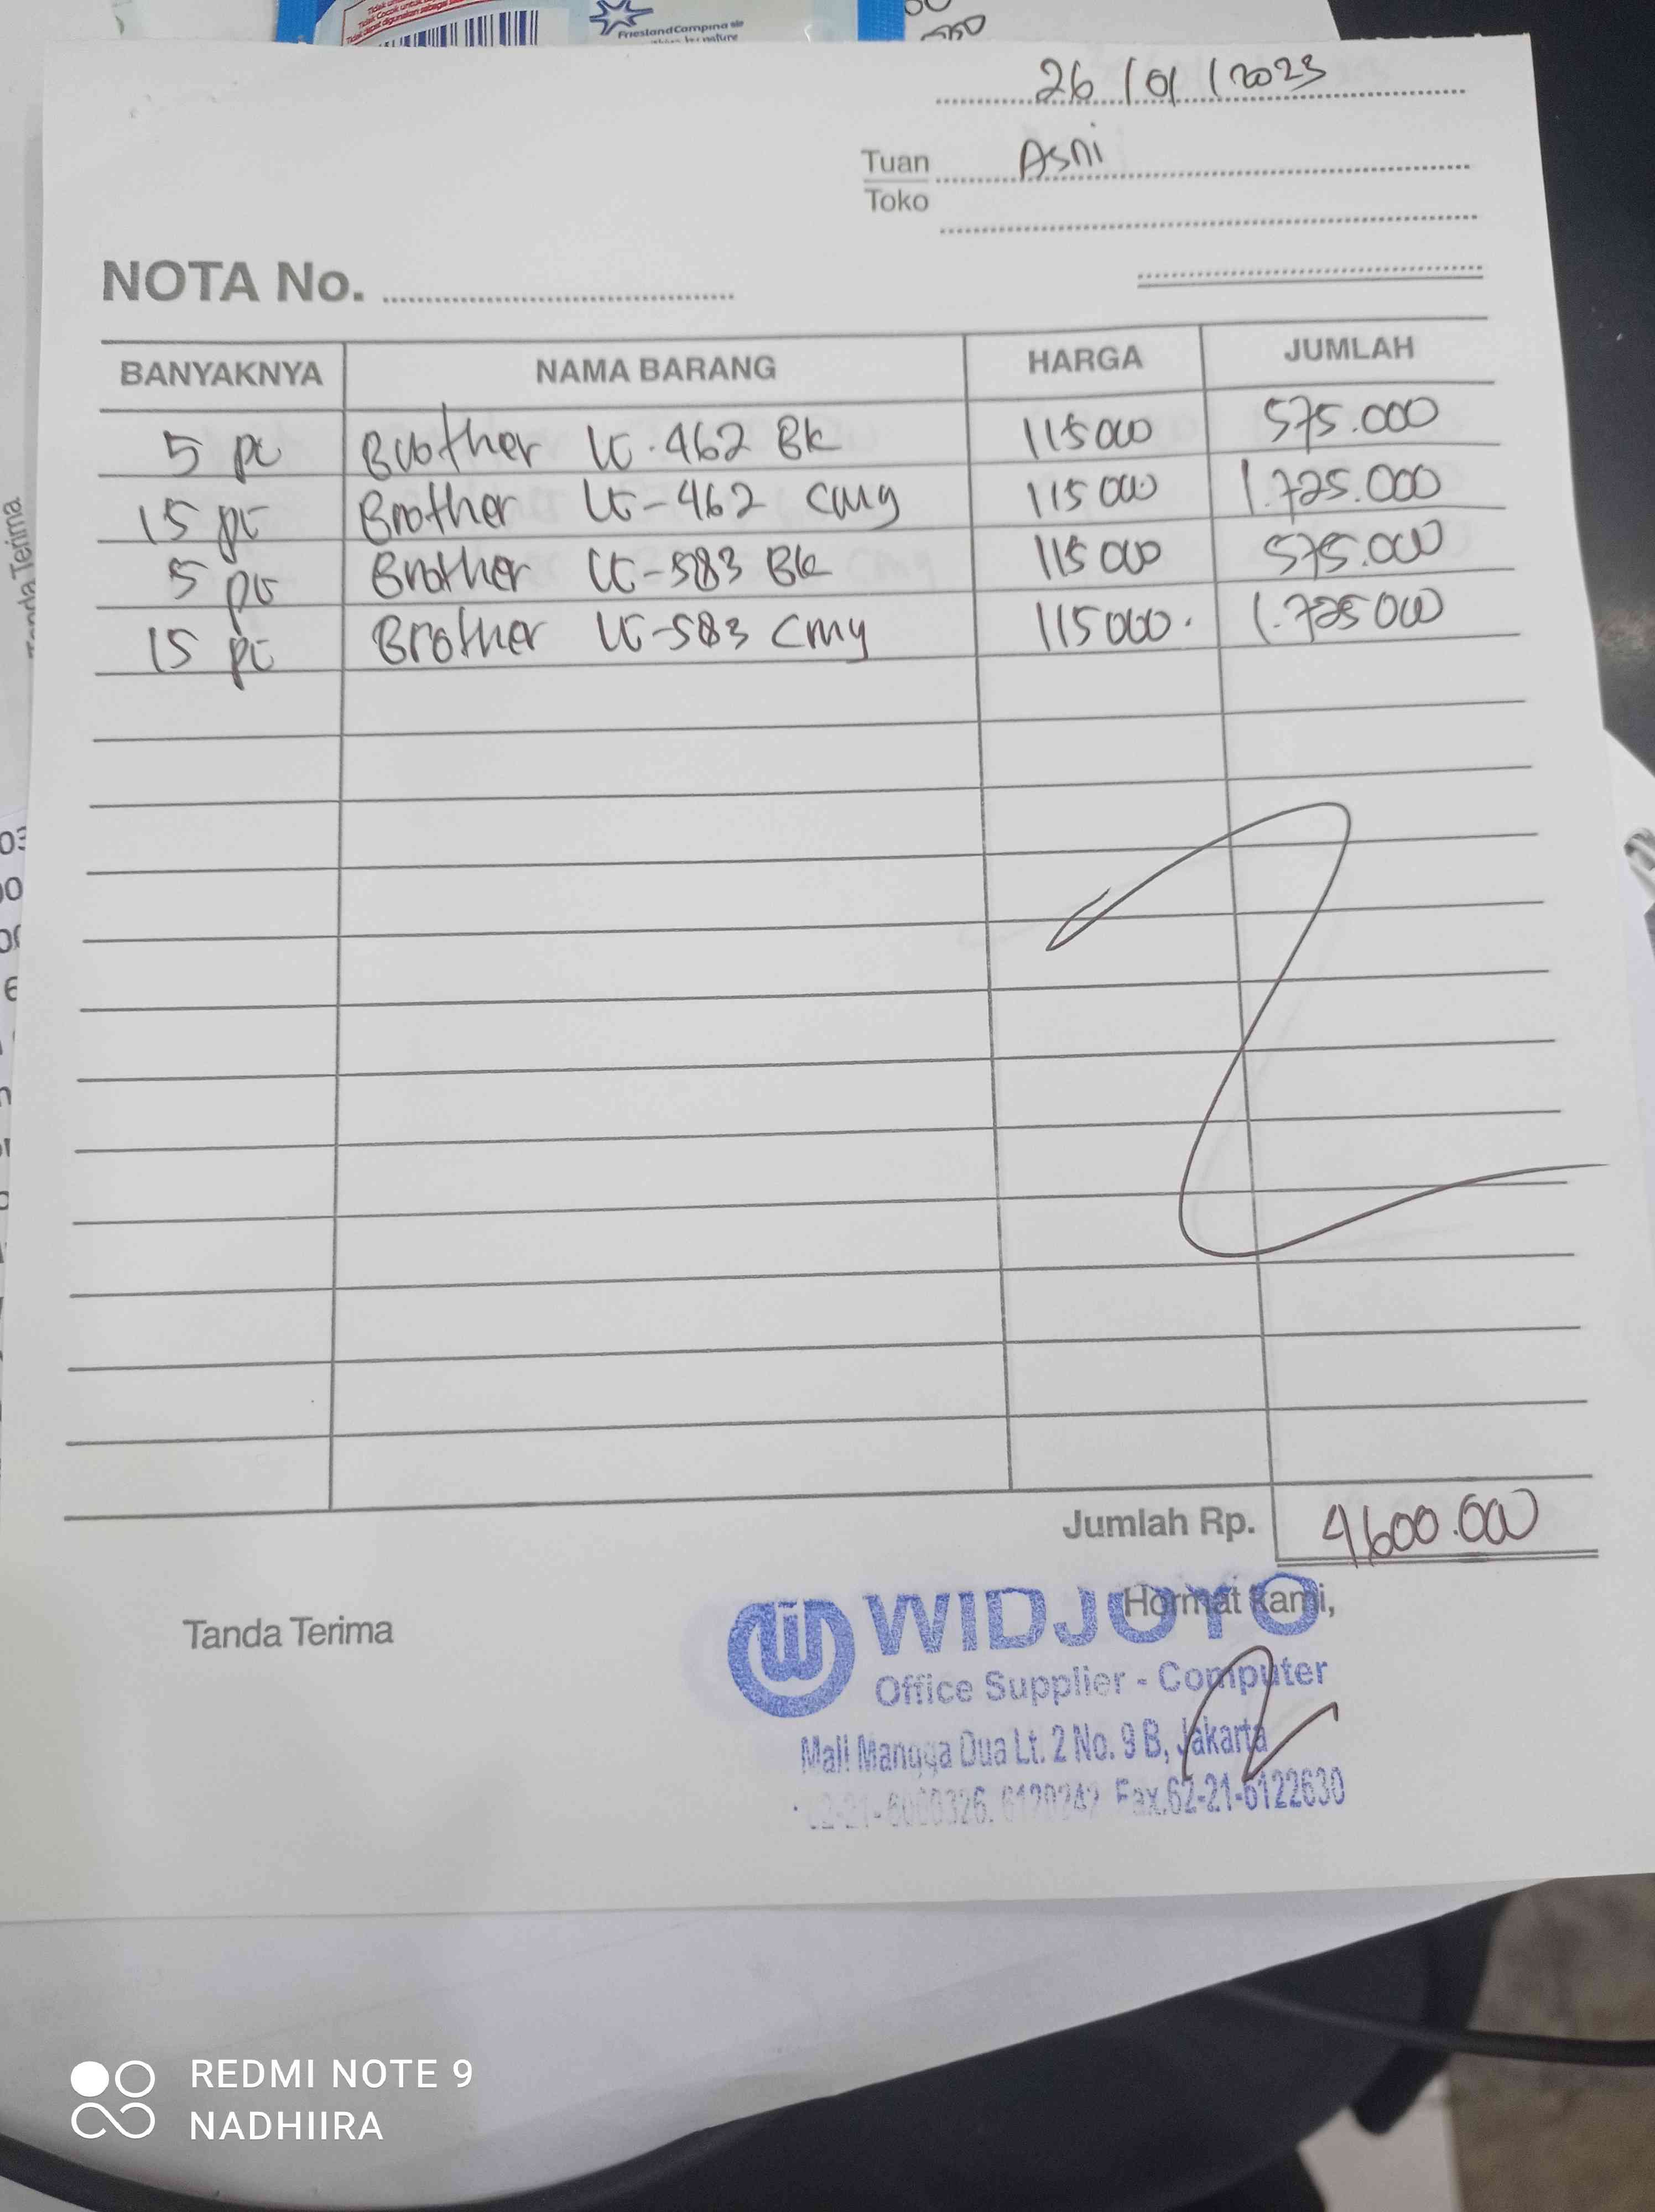 FrieslandCampina
26/01/2023
Tuan Asni
Toko
NOTA No.
BANYAKNYA NAMA BARANG HARGA JUMLAH
5 pc Brother LC-462 Bk 115000 575.000
15 pc Brother LC-462 cmy 115000 1.725.000
5 pc Brother LC-583 Bk 115000 575.000
15 pc Brother LC-583 cmy 115000. 1.725000
Jumlah Rp. 4600.000
Tanda Terima
Hormat Kami,
WIDJOYO
Office Supplier - Computer
Mall Mangga Dua Lt. 2 No. 9 B, Jakarta
Fax.62-21-6122630
Tanda Terima
REDMI NOTE 9
NADHIIRA